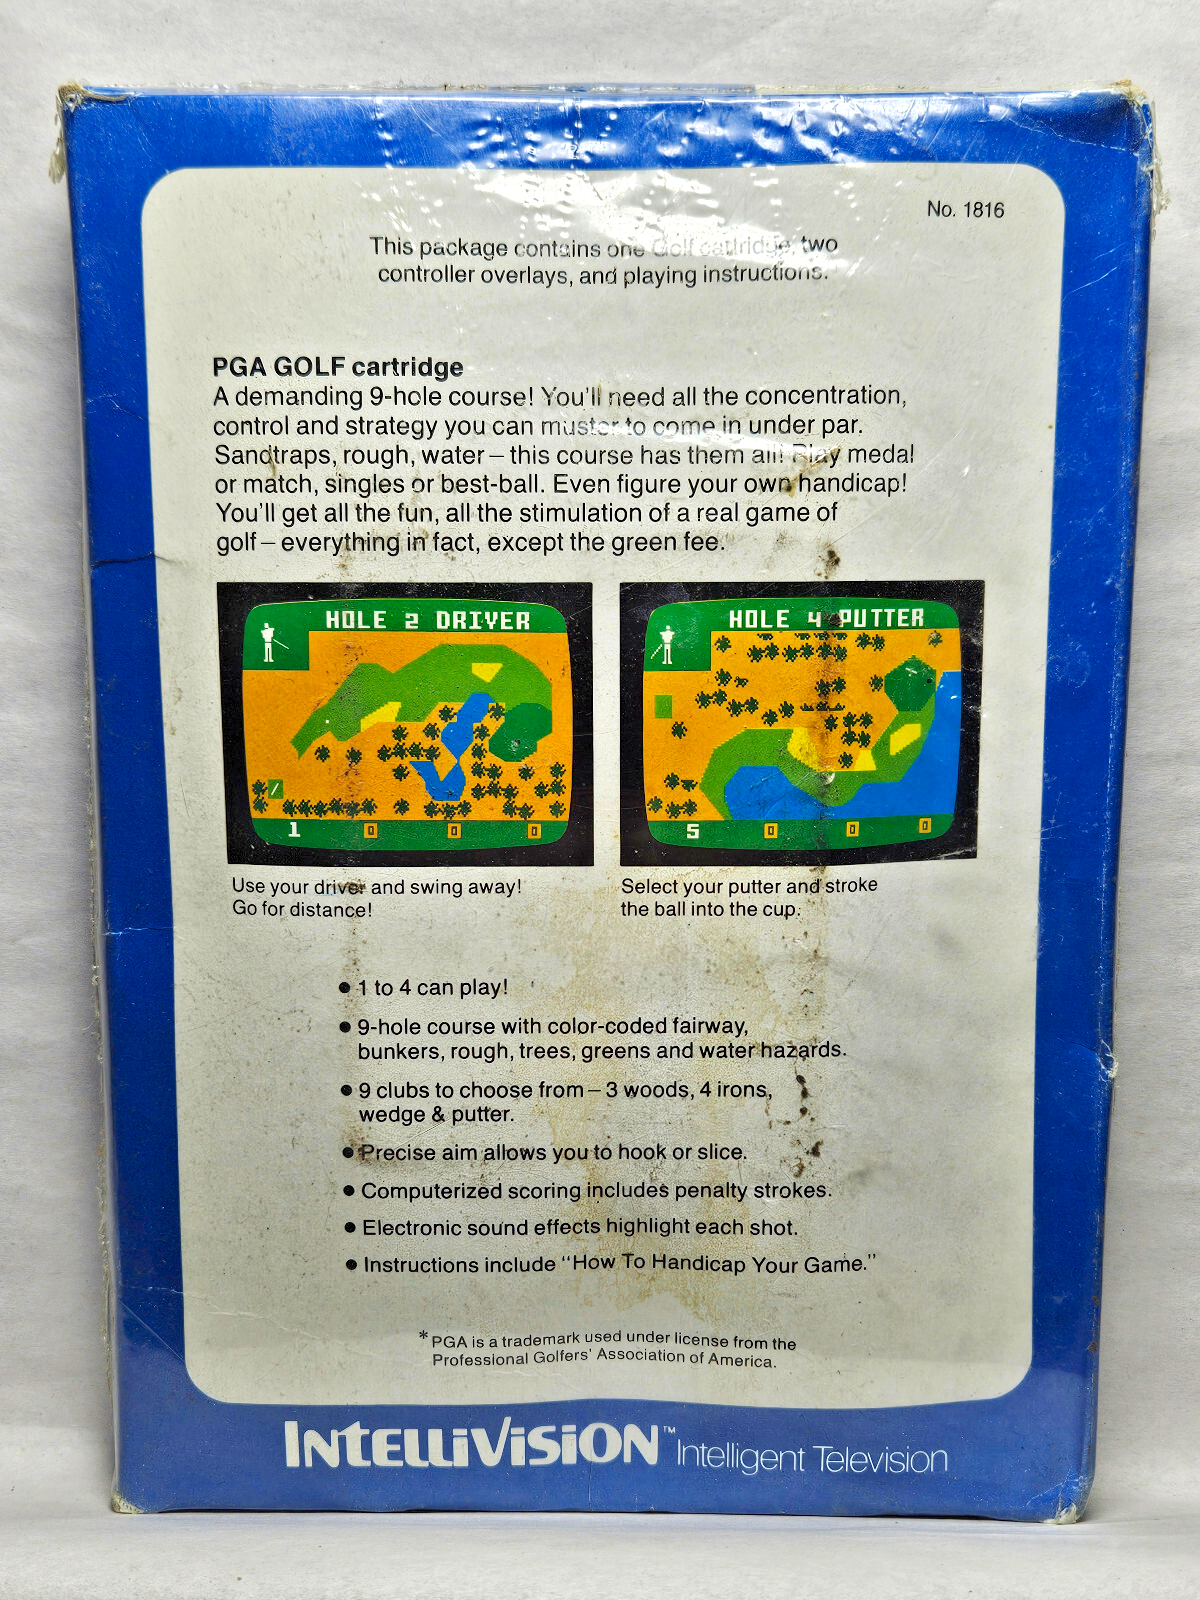 No. 1816
This package contains one Golf cartridge, two
controller overlays, and playing instructions.
PGA GOLF cartridge
A demanding 9-hole course! You'll need all the concentration,
control and strategy you can muster to come in under par.
Sandtraps, rough, water – this course has them all! Play medal
or match, singles or best-ball. Even figure your own handicap!
You'll get all the fun, all the stimulation of a real game of
golf – everything in fact, except the green fee.
HOLE 2 DRIVER
1 0 0 0
Use your driver and swing away!
Go for distance!
HOLE 4 PUTTER
5 0 0 0
Select your putter and stroke
the ball into the cup.
● 1 to 4 can play!
● 9-hole course with color-coded fairway,
bunkers, rough, trees, greens and water hazards.
● 9 clubs to choose from – 3 woods, 4 irons,
wedge & putter.
● Precise aim allows you to hook or slice.
● Computerized scoring includes penalty strokes.
● Electronic sound effects highlight each shot.
● Instructions include "How To Handicap Your Game."
* PGA is a trademark used under license from the
Professional Golfers' Association of America.
INTELLIVISION™ Intelligent Television